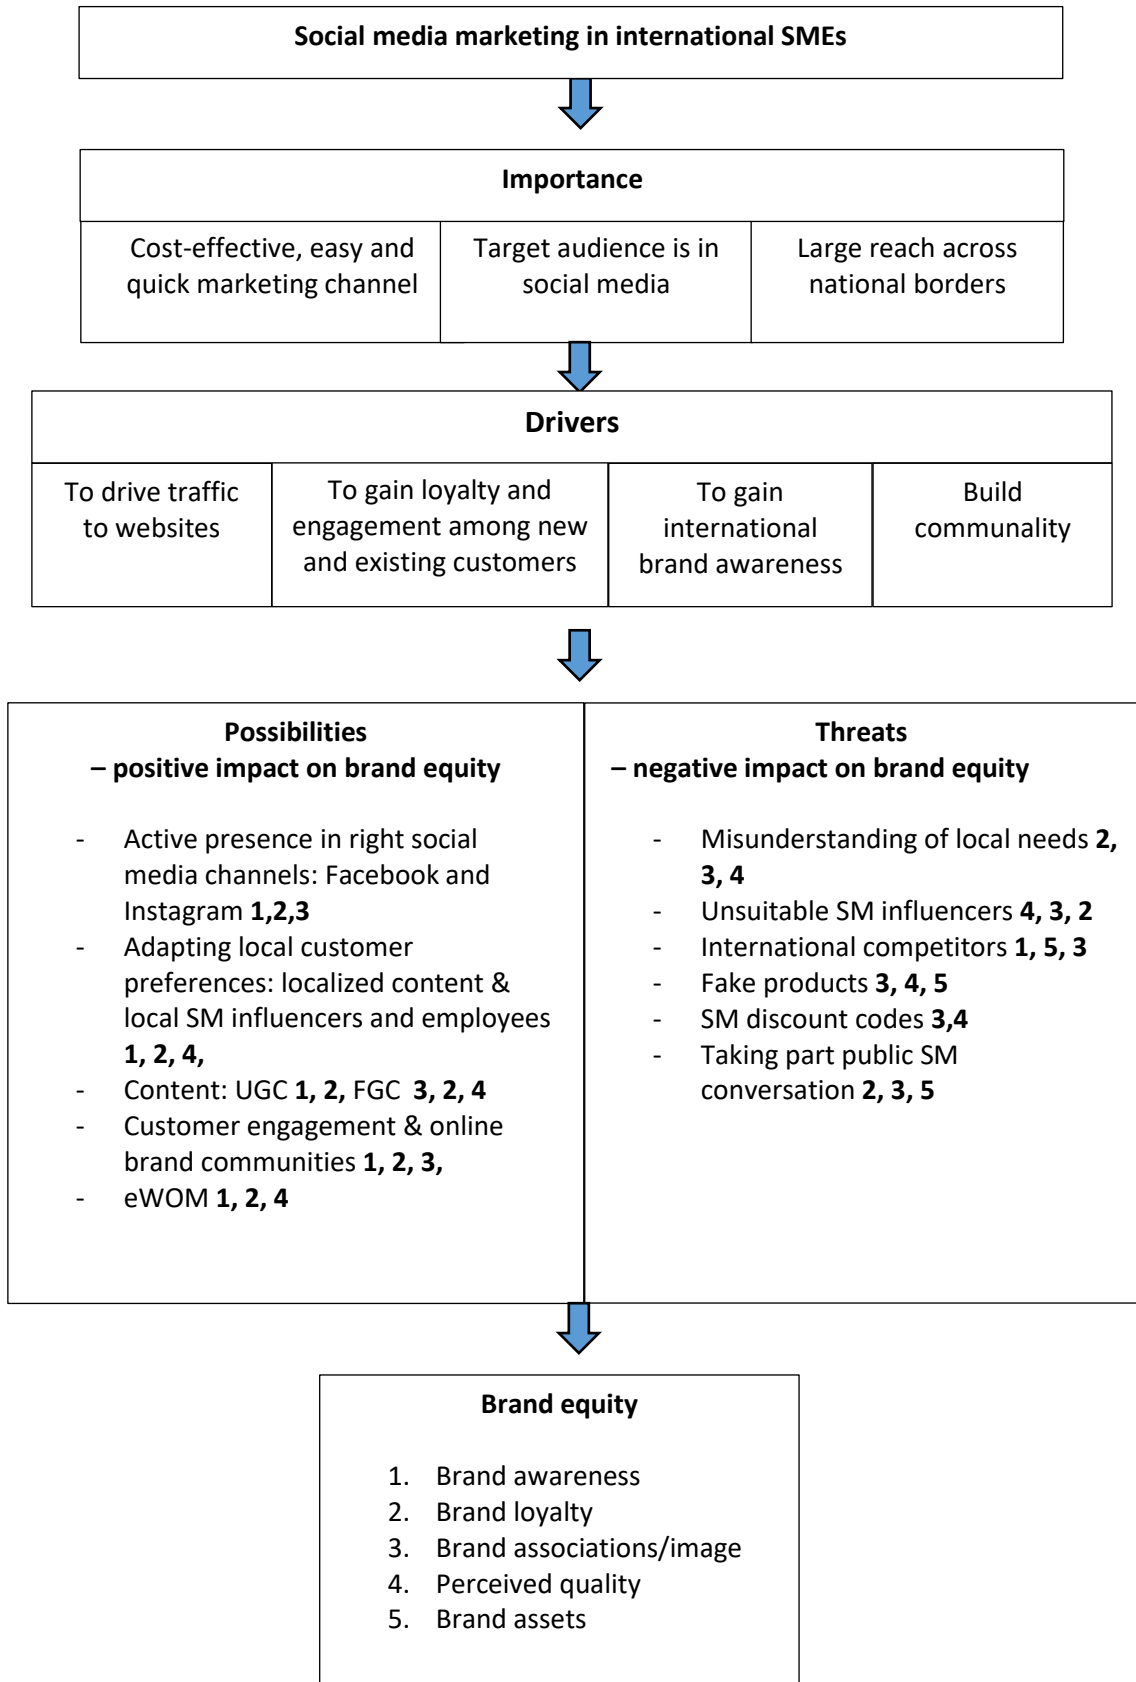 Social media marketing in international SMEs
Importance
Cost-effective, easy and
quick marketing channel
Target audience is in
social media
Large reach across
national borders
Drivers
To drive traffic
to websites
To gain loyalty and
engagement among new
and existing customers
To gain
international
brand awareness
Build
communality
Possibilities
– positive impact on brand equity
- Active presence in right social
media channels: Facebook and
Instagram 1,2,3
- Adapting local customer
preferences: localized content &
local SM influencers and employees
1, 2, 4,
- Content: UGC 1, 2, FGC 3, 2, 4
- Customer engagement & online
brand communities 1, 2, 3,
- eWOM 1, 2, 4
Threats
– negative impact on brand equity
- Misunderstanding of local needs 2,
3, 4
- Unsuitable SM influencers 4, 3, 2
- International competitors 1, 5, 3
- Fake products 3, 4, 5
- SM discount codes 3,4
- Taking part public SM
conversation 2, 3, 5
Brand equity
1. Brand awareness
2. Brand loyalty
3. Brand associations/image
4. Perceived quality
5. Brand assets